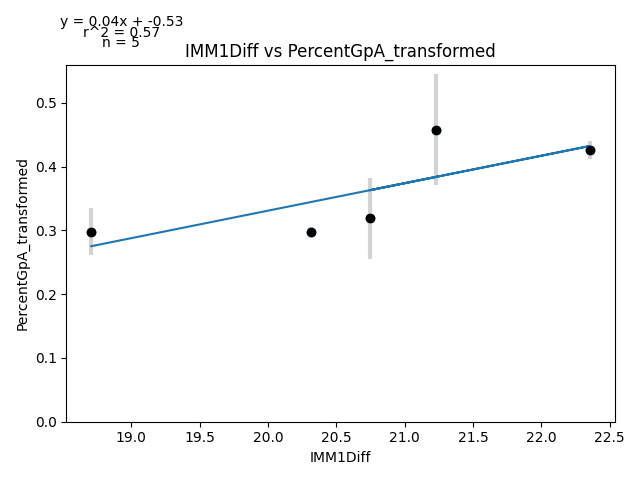 y = 0.04x + -0.53
r^2 = 0.57
n = 5
IMM1Diff vs PercentGpA_transformed
PercentGpA_transformed
0.5
0.4
0.3
0.2
0.1
0.0
19.0 19.5 20.0 20.5 21.0 21.5 22.0 22.5
IMM1Diff